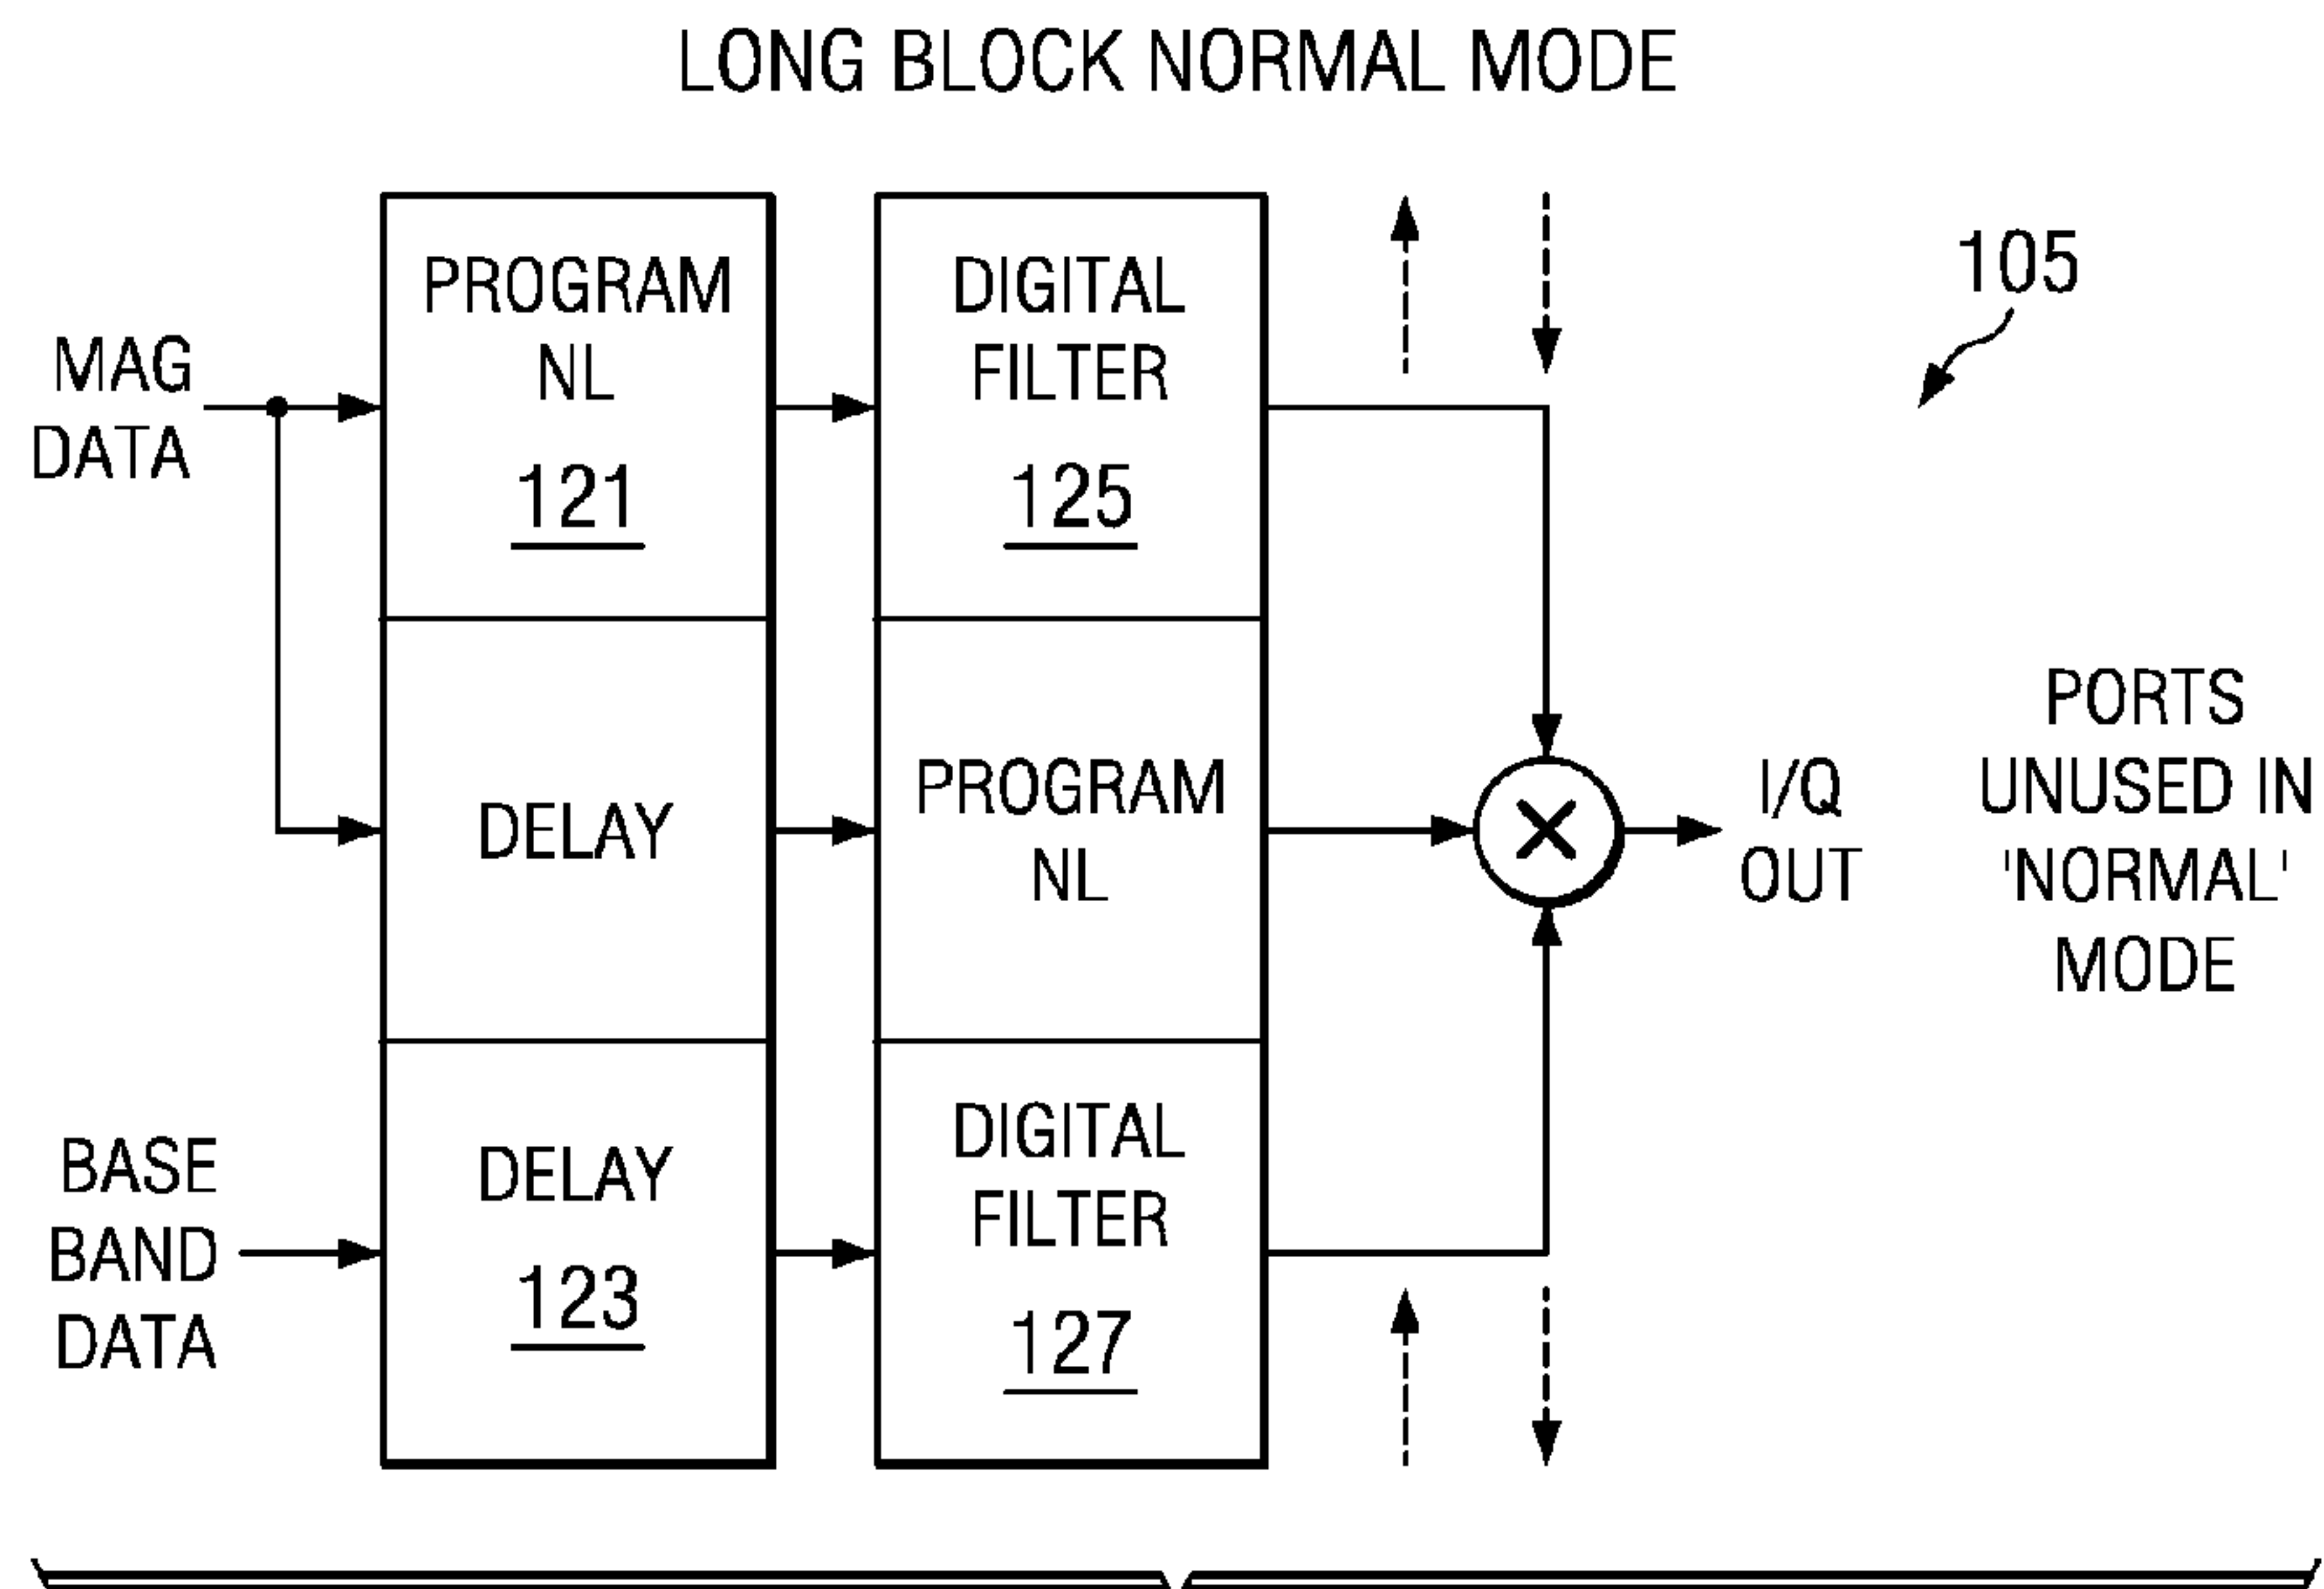 LONG BLOCK NORMAL MODE
MAG
DATA
PROGRAM
NL
121
DIGITAL
FILTER
125
105
DELAY
PROGRAM
NL
I/Q
OUT
PORTS
UNUSED IN
'NORMAL'
MODE
BASE
BAND
DATA
DELAY
123
DIGITAL
FILTER
127